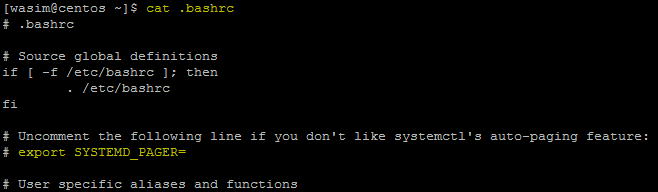 [wasim@centos ~]$ cat .bashrc
# .bashrc
# Source global definitions
if [ -f /etc/bashrc ]; then
        . /etc/bashrc
fi
# Uncomment the following line if you don't like systemctl's auto-paging feature:
# export SYSTEMD_PAGER=
# User specific aliases and functions